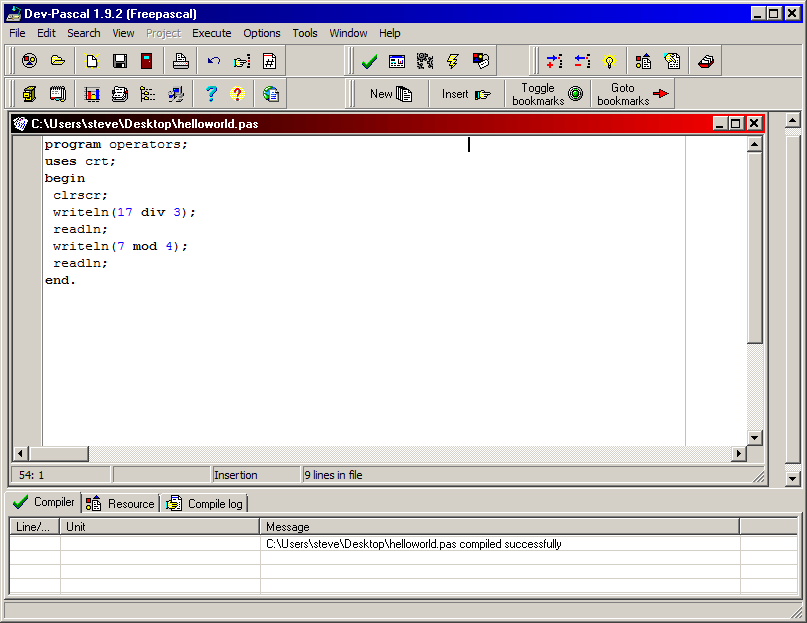 Dev-Pascal 1.9.2 (Freepascal)
File Edit Search View Project Execute Options Tools Window Help
New Insert Toggle bookmarks Goto bookmarks
C:\Users\steve\Desktop\helloworld.pas
program operators;
uses crt;
begin
clrscr;
writeln(17 div 3);
readln;
writeln(7 mod 4);
readln;
end.
54: 1 Insertion 9 lines in file
Compiler Resource Compile log
Line/... Unit Message
C:\Users\steve\Desktop\helloworld.pas compiled successfully